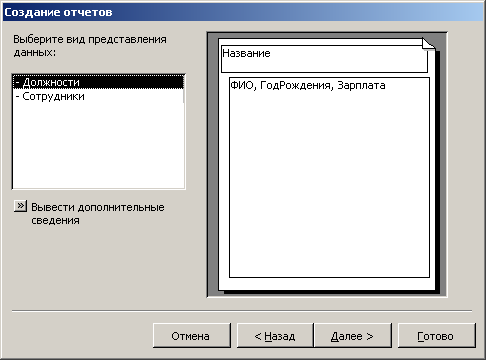 Создание отчетов
Выберите вид представления
данных:
- Должности
- Сотрудники
Вывести дополнительные
сведения
Название
ФИО, ГодРождения, Зарплата
Отмена
< Назад
Далее >
Готово